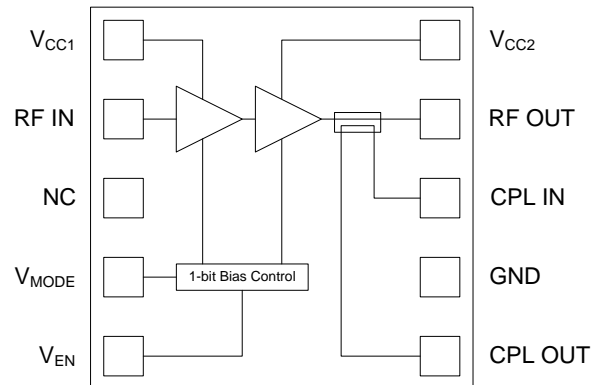 VCC1
VCC2
RF IN
RF OUT
NC
CPL IN
VMODE
1-bit Bias Control
GND
VEN
CPL OUT